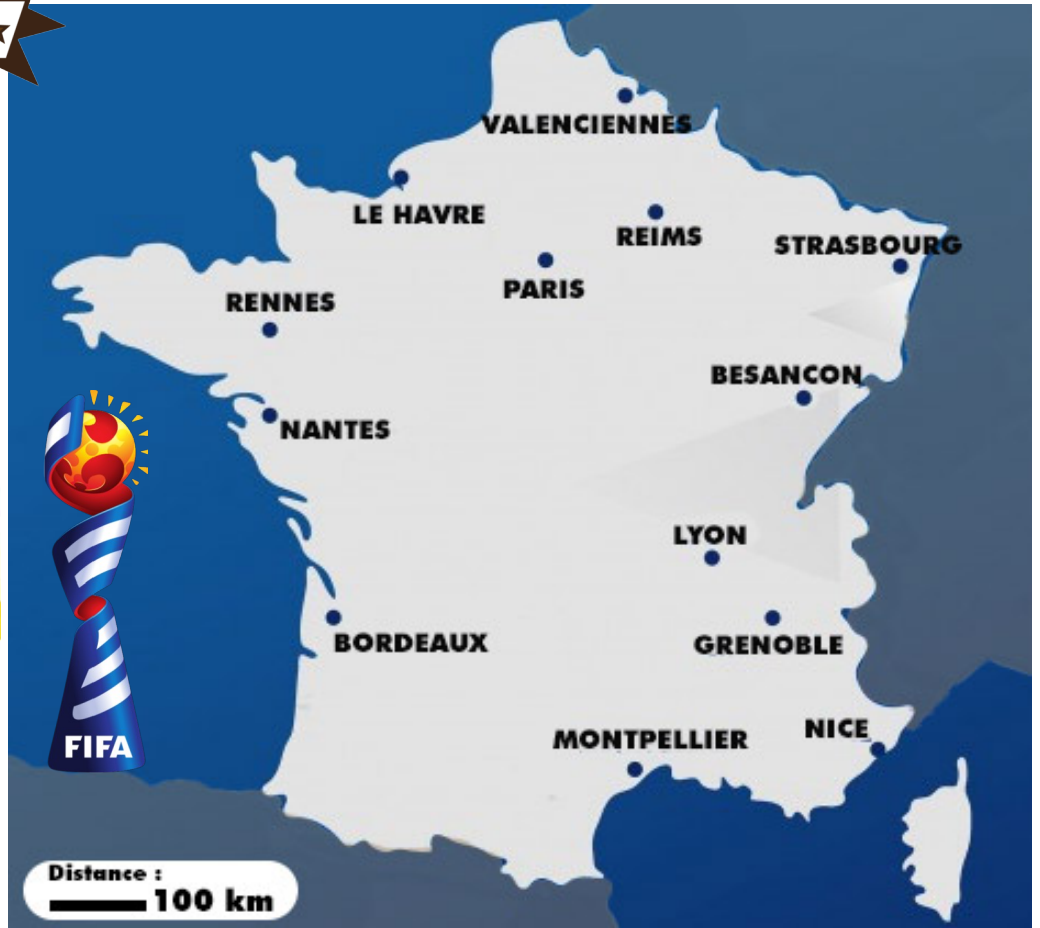 VALENCIENNES
LE HAVRE
REIMS
STRASBOURG
PARIS
RENNES
BESANCON
NANTES
LYON
BORDEAUX
GRENOBLE
NICE
MONTPELLIER
FIFA
Distance :
100 km